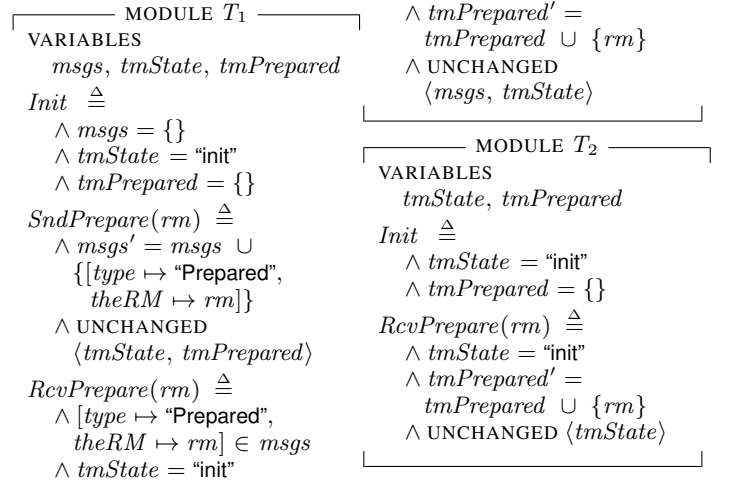 MODULE T₁
VARIABLES
msgs, tmState, tmPrepared
Init ≜
∧ msgs = {}
∧ tmState = “init”
∧ tmPrepared = {}
SndPrepare(rm) ≜
∧ msgs′ = msgs ∪
{[type ↦ “Prepared”,
theRM ↦ rm]}
∧ UNCHANGED
⟨tmState, tmPrepared⟩
RcvPrepare(rm) ≜
∧ [type ↦ “Prepared”,
theRM ↦ rm] ∈ msgs
∧ tmState = “init”
∧ tmPrepared′ =
tmPrepared ∪ {rm}
∧ UNCHANGED
⟨msgs, tmState⟩
MODULE T₂
VARIABLES
tmState, tmPrepared
Init ≜
∧ tmState = “init”
∧ tmPrepared = {}
RcvPrepare(rm) ≜
∧ tmState = “init”
∧ tmPrepared′ =
tmPrepared ∪ {rm}
∧ UNCHANGED ⟨tmState⟩